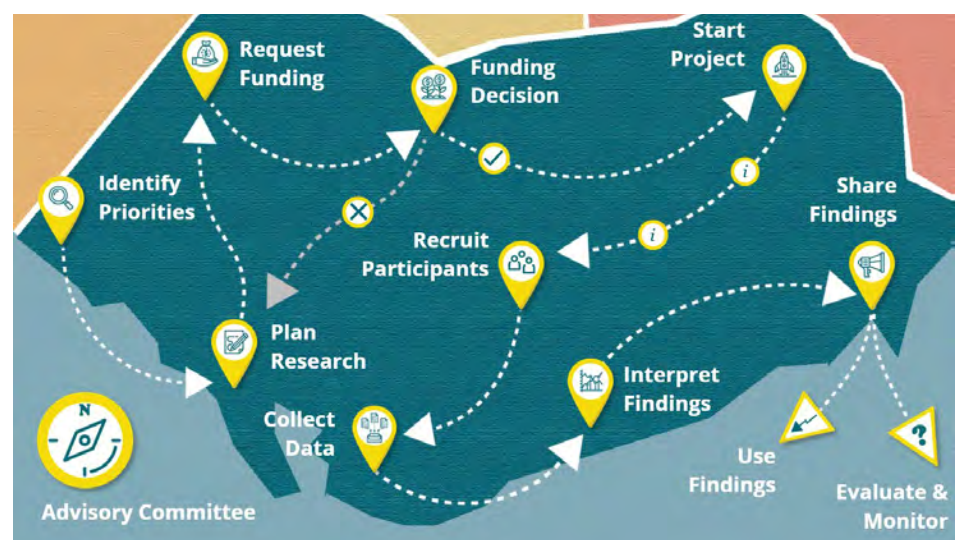 Request
Funding
Funding
Decision
Start
Project
Identify
Priorities
Share
Findings
Recruit
Participants
i
i
Plan
Research
Interpret
Findings
Collect
Data
N
Advisory Committee
Use
Findings
?
Evaluate &
Monitor